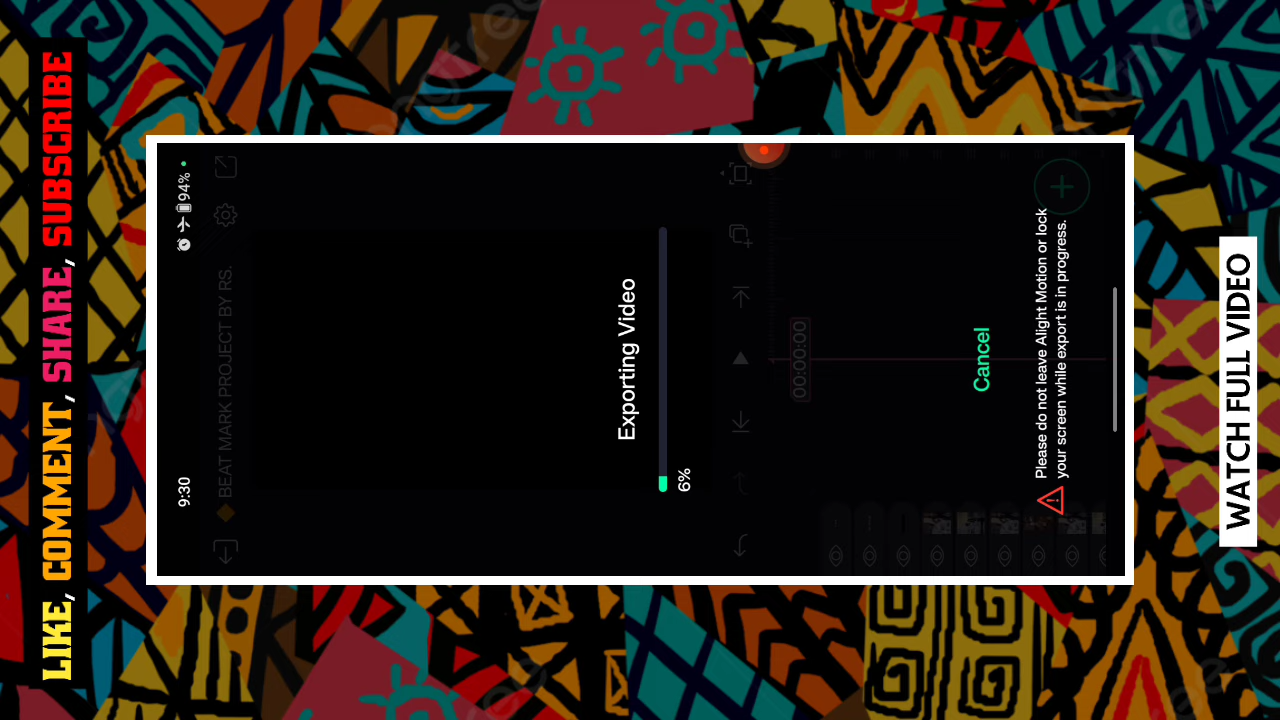 LIKE, COMMENT, SHARE, SUBSCRIBE
9:30
94%
BEAT MARK PROJECT BY RS.
Exporting Video
6%
00:00:00
Cancel
Please do not leave Alight Motion or lock
your screen while export is in progress.
WATCH FULL VIDEO